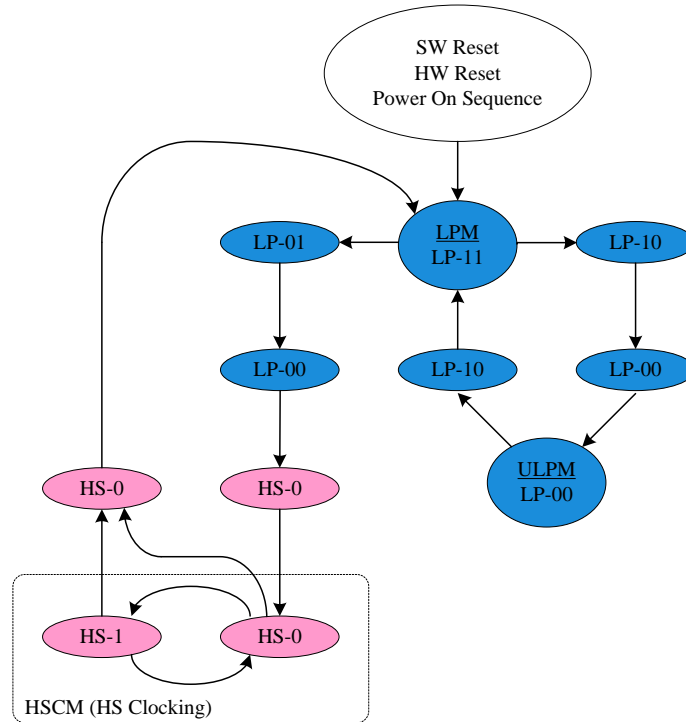 SW Reset
HW Reset
Power On Sequence
LP-01
LPM
LP-11
LP-10
LP-00
LP-10
LP-00
ULPM
LP-00
HS-0
HS-0
HS-1
HS-0
HSCM (HS Clocking)